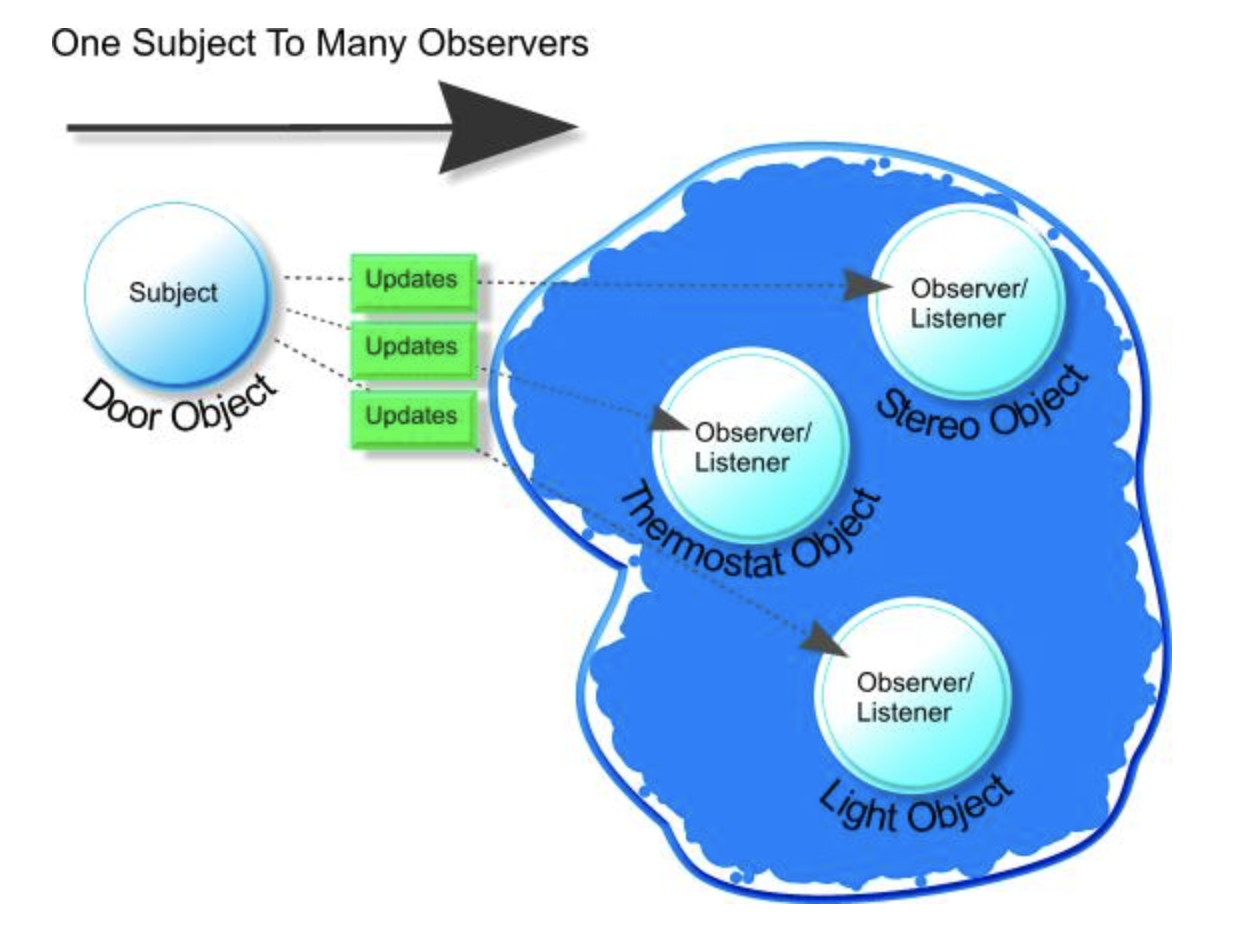 One Subject To Many Observers
Subject
Door Object
Updates
Updates
Updates
Observer/
Listener
Stereo Object
Observer/
Listener
Thermostat Object
Observer/
Listener
Light Object